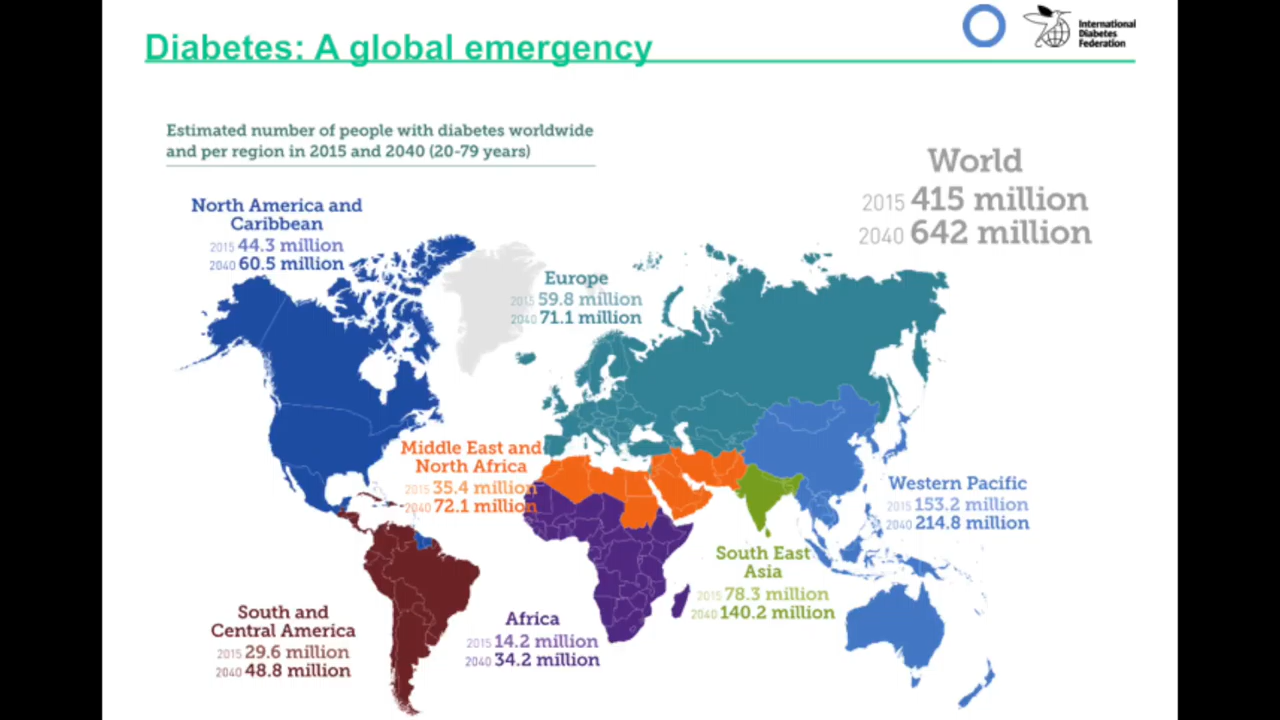 Diabetes: A global emergency
International
Diabetes
Federation
Estimated number of people with diabetes worldwide
and per region in 2015 and 2040 (20-79 years)
World
2015 415 million
2040 642 million
North America and
Caribbean
2015 44.3 million
2040 60.5 million
Europe
2015 59.8 million
2040 71.1 million
Middle East and
North Africa
2015 35.4 million
2040 72.1 million
Western Pacific
2015 153.2 million
2040 214.8 million
South East
Asia
2015 78.3 million
2040 140.2 million
South and
Central America
2015 29.6 million
2040 48.8 million
Africa
2015 14.2 million
2040 34.2 million